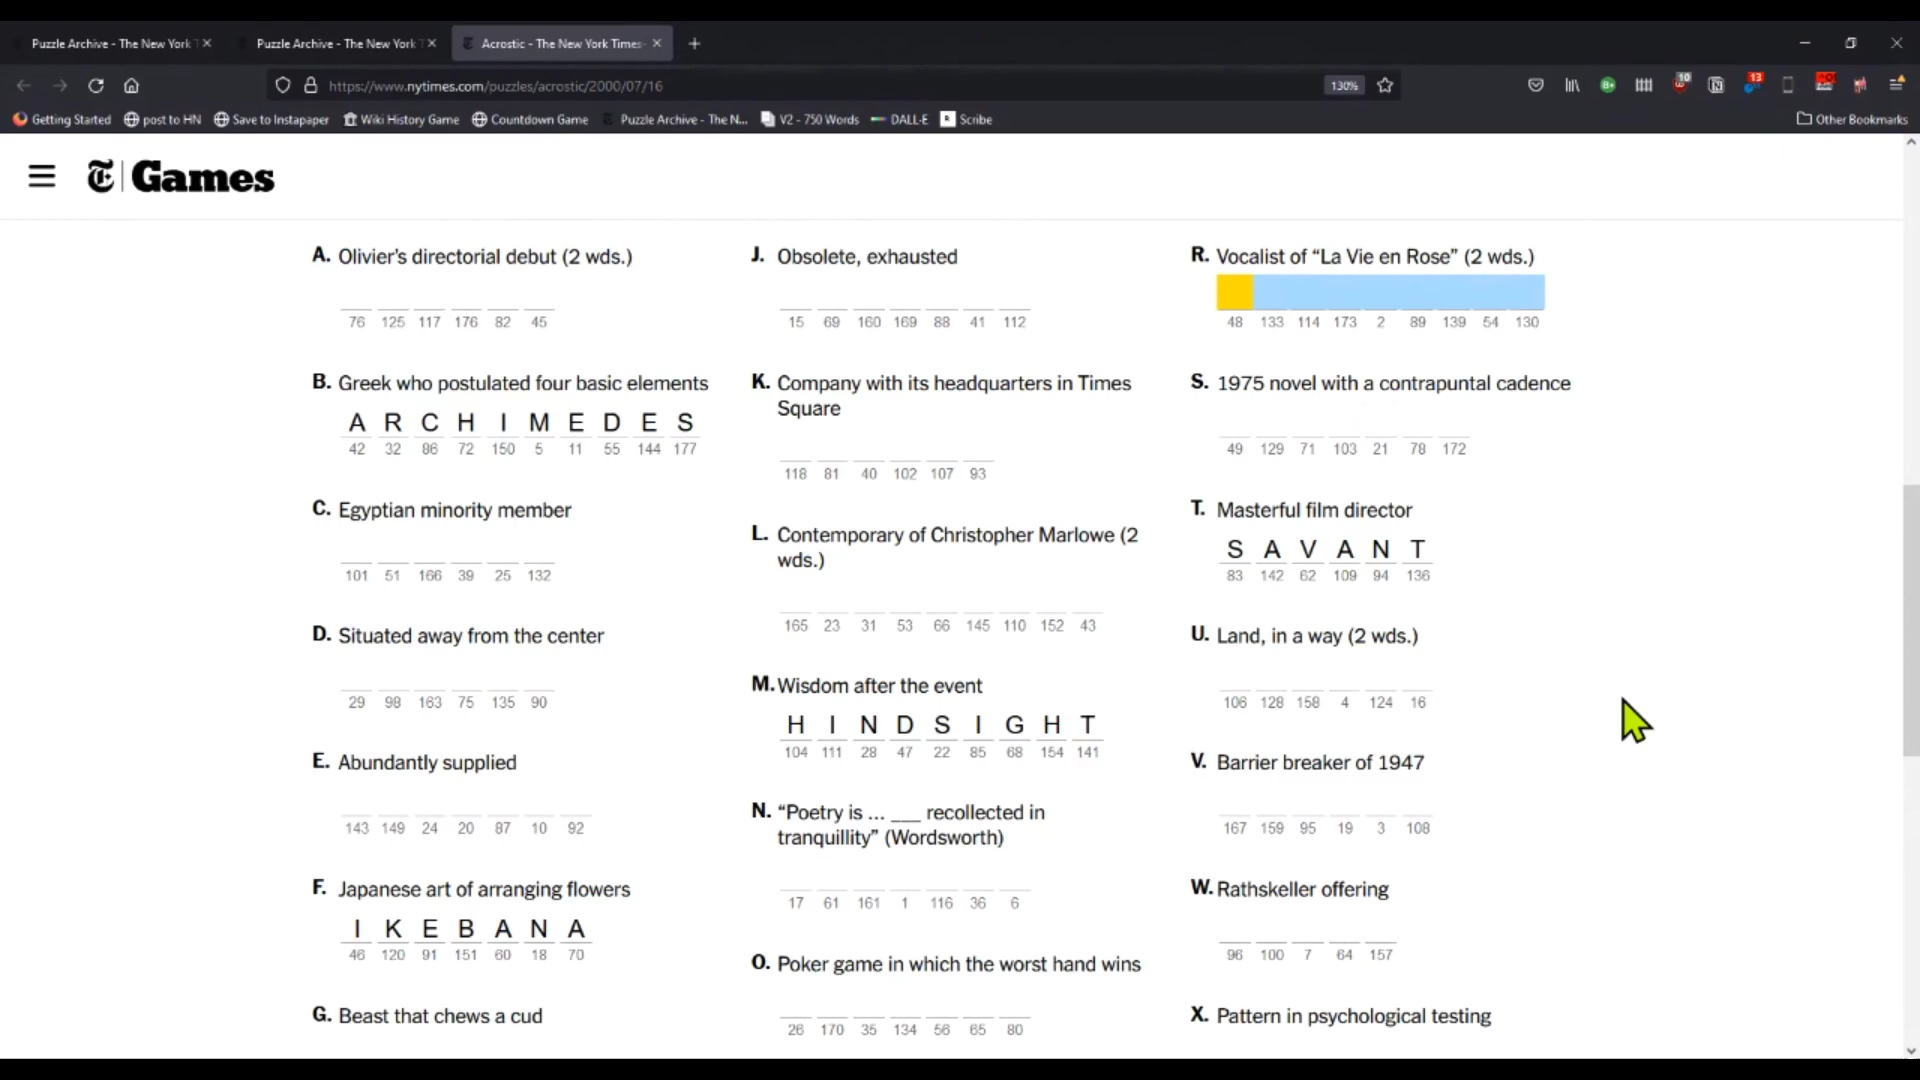 Puzzle Archive - The New York T
Puzzle Archive - The New York T
Acrostic - The New York Times
https://www.nytimes.com/puzzles/acrostic/2000/07/16
130%
10
13
Getting Started
post to HN
Save to Instapaper
Wiki History Game
Countdown Game
Puzzle Archive - The N...
V2 - 750 Words
DALL-E
Scribe
Other Bookmarks
T Games
A. Olivier's directorial debut (2 wds.)
76 125 117 176 82 45
B. Greek who postulated four basic elements
A R C H I M E D E S
42 32 86 72 150 5 11 55 144 177
C. Egyptian minority member
101 51 166 39 25 132
D. Situated away from the center
29 98 163 75 135 90
E. Abundantly supplied
143 149 24 20 87 10 92
F. Japanese art of arranging flowers
I K E B A N A
46 120 91 151 60 18 70
G. Beast that chews a cud
J. Obsolete, exhausted
15 69 160 169 88 41 112
K. Company with its headquarters in Times
Square
118 81 40 102 107 93
L. Contemporary of Christopher Marlowe (2
wds.)
165 23 31 53 66 145 110 152 43
M. Wisdom after the event
H I N D S I G H T
104 111 28 47 22 85 68 154 141
N. “Poetry is ... ___ recollected in
tranquillity” (Wordsworth)
17 61 161 1 116 36 6
O. Poker game in which the worst hand wins
26 170 35 134 56 65 80
R. Vocalist of “La Vie en Rose” (2 wds.)
48 133 114 173 2 89 139 54 130
S. 1975 novel with a contrapuntal cadence
49 129 71 103 21 78 172
T. Masterful film director
S A V A N T
83 142 62 109 94 136
U. Land, in a way (2 wds.)
106 128 158 4 124 16
V. Barrier breaker of 1947
167 159 95 19 3 108
W. Rathskeller offering
96 100 7 64 157
X. Pattern in psychological testing